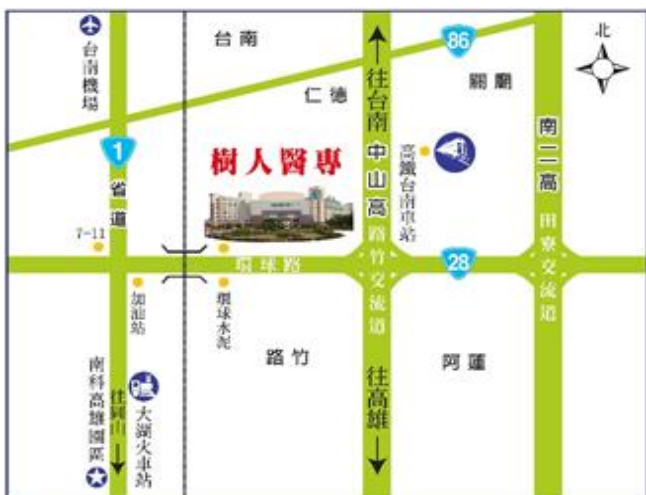 台南
86
北
台南機場
往台南
關廟
仁德
中山高
南二高
1
省道
樹人醫專
高鐵台南車站
7-11
環球路
路竹交流道
28
田寮交流道
加油站
環球水泥
路竹
阿蓮
南科高雄園區
往岡山
大湖火車站
往高雄